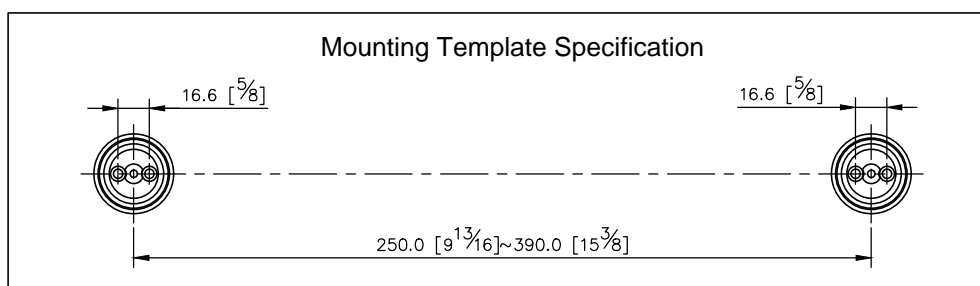 Mounting Template Specification
16.6 [5/8]
16.6 [5/8]
250.0 [9 13/16]~390.0 [15 3/8]